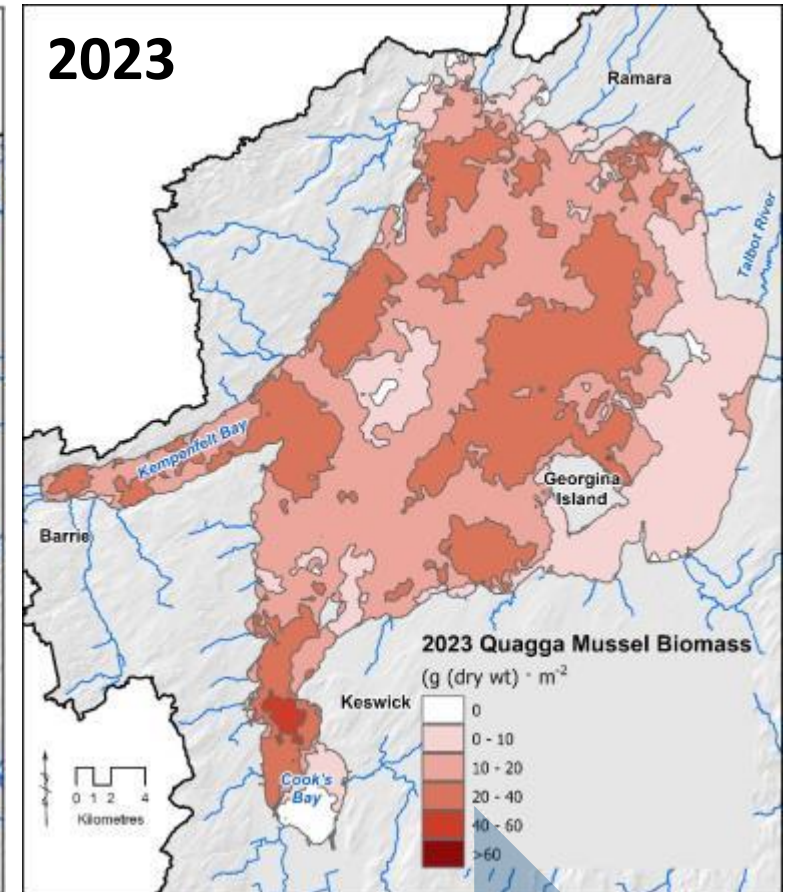 2023
Ramara
Talbot River
Kempenfelt Bay
Georgina
Island
Barrie
2023 Quagga Mussel Biomass
(g (dry wt) · m⁻²
Keswick
0
0 - 10
10 - 20
20 - 40
40 - 60
>60
Cook's
Bay
0 1 2 4
Kilometres